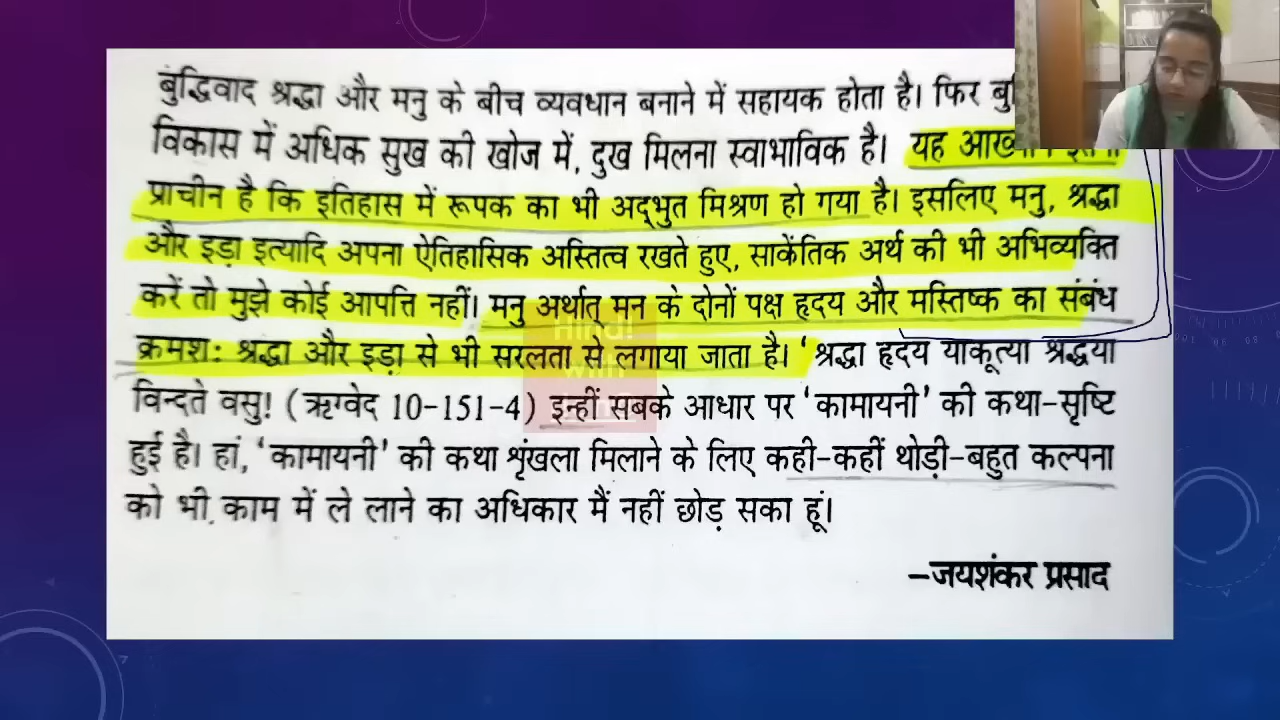 बुद्धिवाद श्रद्धा और मनु के बीच व्यवधान बनाने में सहायक होता है। फिर
विकास में अधिक सुख की खोज में, दुख मिलना स्वाभाविक है। यह
प्राचीन है कि इतिहास में रूपक का भी अद्‌भुत मिश्रण हो गया है। इसलिए मनु, श्रद्धा
और इड़ा इत्यादि अपना ऐतिहासिक अस्तित्व रखते हुए, साकेंतिक अर्थ की भी अभिव्यक्ति
करें तो मुझे कोई आपत्ति नहीं। मनु अर्थात् मन के दोनों पक्ष हृदय और मस्तिष्क का संबंध
क्रमश: श्रद्धा और इड़ा से भी सरलता से लगाया जाता है। 'श्रद्धा हृदेय याकूत्या श्रद्धया
विन्दते वसु! (ऋग्वेद 10-151-4) इन्हीं सबके आधार पर 'कामायनी' की कथा-सृष्टि
हुई है। हां, 'कामायनी' की कथा शृंखला मिलाने के लिए कही-कहीं थोड़ी-बहुत कल्पना
को भी काम में ले लाने का अधिकार मैं नहीं छोड़ सका हूं।
-जयशंकर प्रसाद
Hindi
with